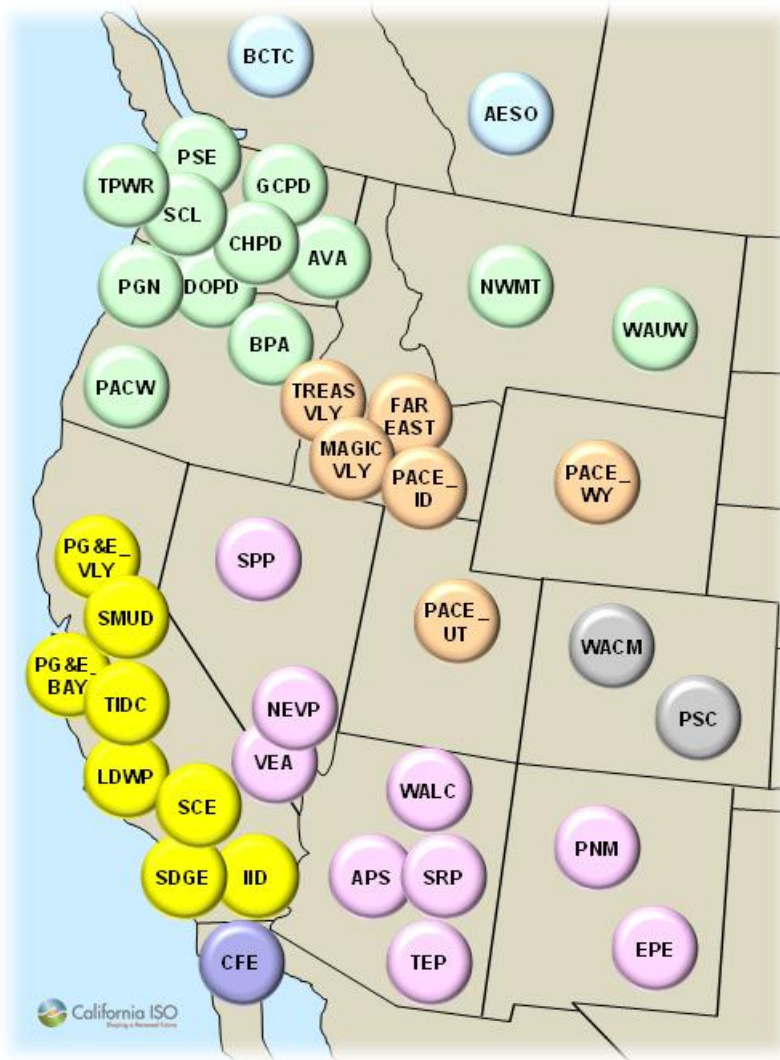 BCTC
AESO
PSE
TPWR
GCPD
SCL
CHPD
AVA
PGN
DOPD
NWMT
WAUW
BPA
PACW
TREAS
VLY
FAR
EAST
MAGIC
VLY
PACE_
ID
PACE_
WY
PG&E_
VLY
SPP
SMUD
PACE_
UT
WACM
PG&E_
BAY
TIDC
NEVP
PSC
VEA
LDWP
WALC
SCE
PNM
SDGE
IID
APS
SRP
CFE
TEP
EPE
California ISO
Shaping a Renewed Future